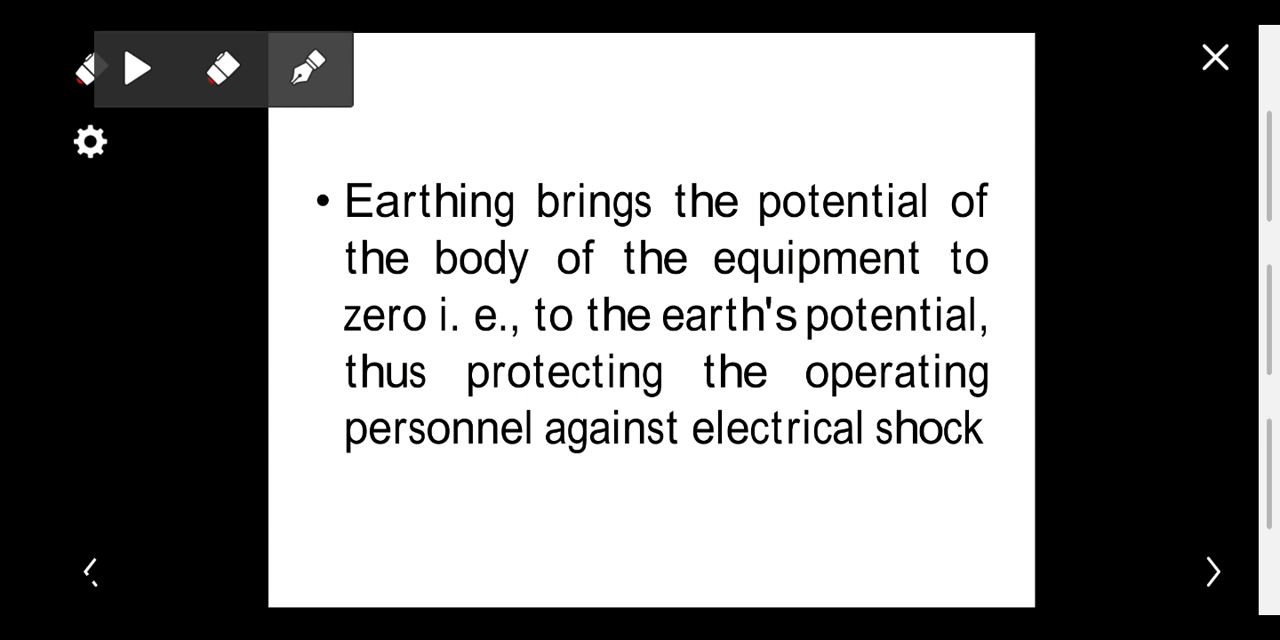 • Earthing brings the potential of
the body of the equipment to
zero i. e., to the earth's potential,
thus protecting the operating
personnel against electrical shock